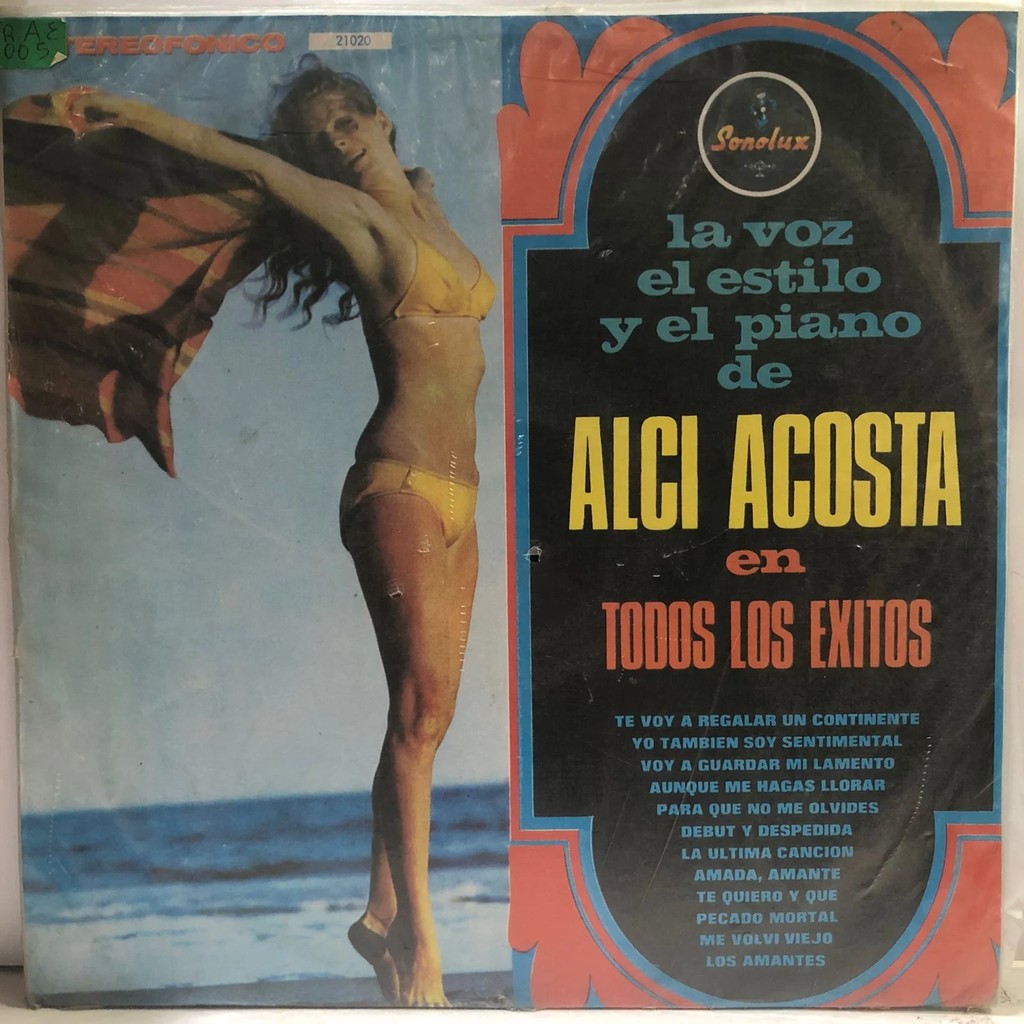 RAE
005
STEREOFONICO
21020
Sonolux
la voz
el estilo
y el piano
de
ALCI ACOSTA
en
TODOS LOS EXITOS
TE VOY A REGALAR UN CONTINENTE
YO TAMBIEN SOY SENTIMENTAL
VOY A GUARDAR MI LAMENTO
AUNQUE ME HAGAS LLORAR
PARA QUE NO ME OLVIDES
DEBUT Y DESPEDIDA
LA ULTIMA CANCION
AMADA, AMANTE
TE QUIERO Y QUE
PECADO MORTAL
ME VOLVI VIEJO
LOS AMANTES